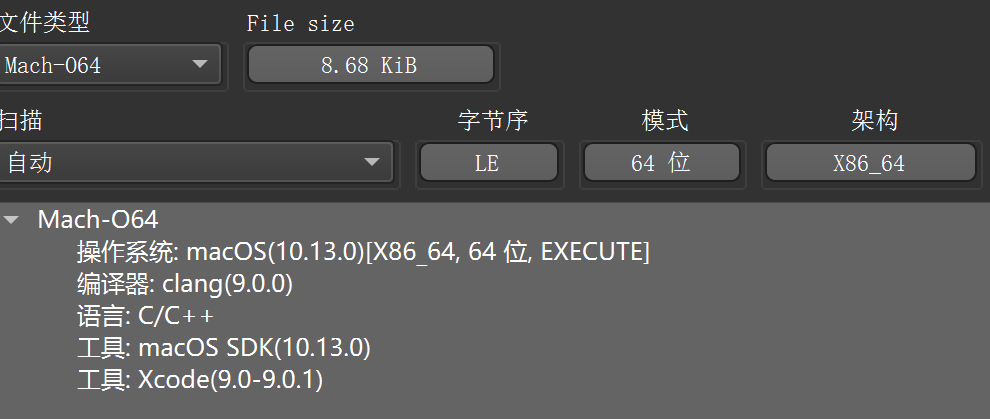 文件类型 File size
Mach-O64 8.68 KiB
扫描 字节序 模式 架构
自动 LE 64 位 X86_64
Mach-O64
操作系统: macOS(10.13.0)[X86_64, 64 位, EXECUTE]
编译器: clang(9.0.0)
语言: C/C++
工具: macOS SDK(10.13.0)
工具: Xcode(9.0-9.0.1)